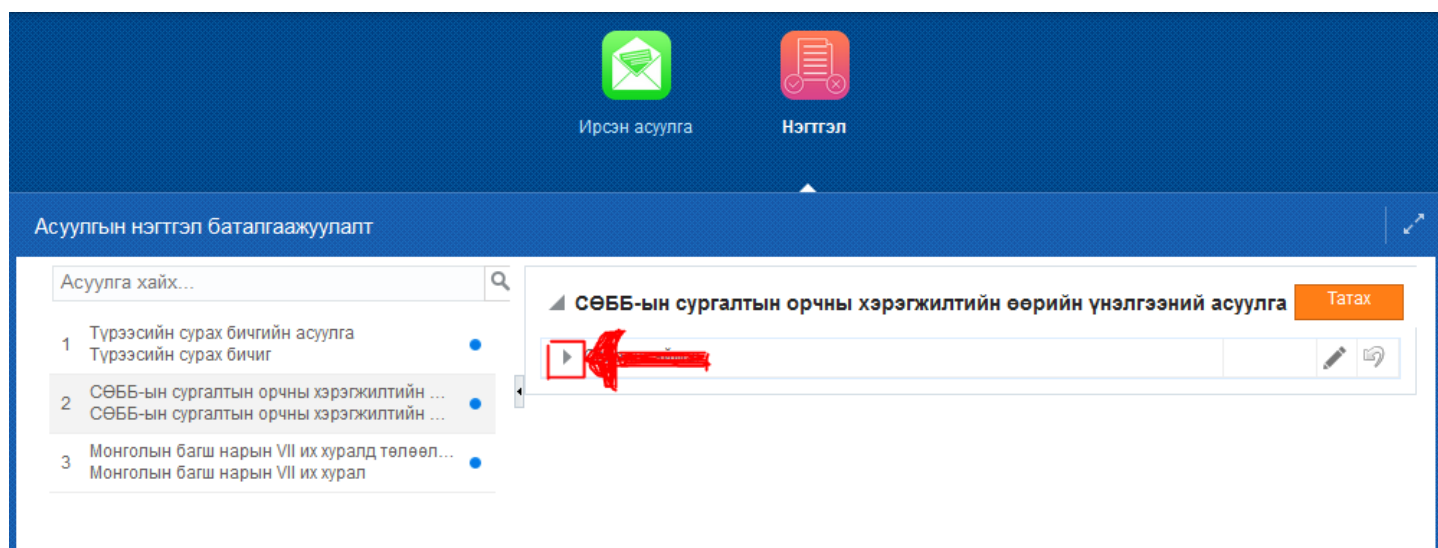 Ирсэн асуулга
Нэгтгэл
Асуулгын нэгтгэл баталгаажуулалт
Асуулга хайх...
1 Түрээсийн сурах бичгийн асуулга
Түрээсийн сурах бичиг
2 СӨББ-ын сургалтын орчны хэрэгжилтийн ...
СӨББ-ын сургалтын орчны хэрэгжилтийн ...
3 Монголын багш нарын VII их хуралд төлөөл...
Монголын багш нарын VII их хурал
СӨББ-ын сургалтын орчны хэрэгжилтийн өөрийн үнэлгээний асуулга
Татах